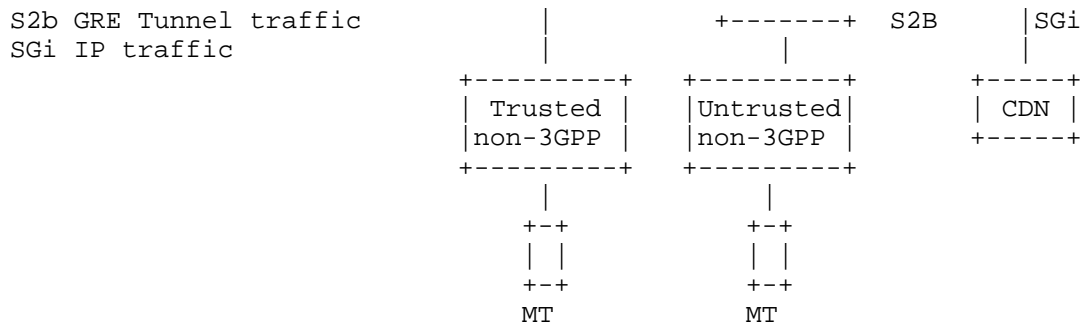 S2b GRE Tunnel traffic | +-------+ S2B |SGi
SGi IP traffic | | |
+---------+ +---------+ +-----+
| Trusted | |Untrusted| | CDN |
|non-3GPP | |non-3GPP | +-----+
+---------+ +---------+
| |
+-+ +-+
| | | |
+-+ +-+
MT MT